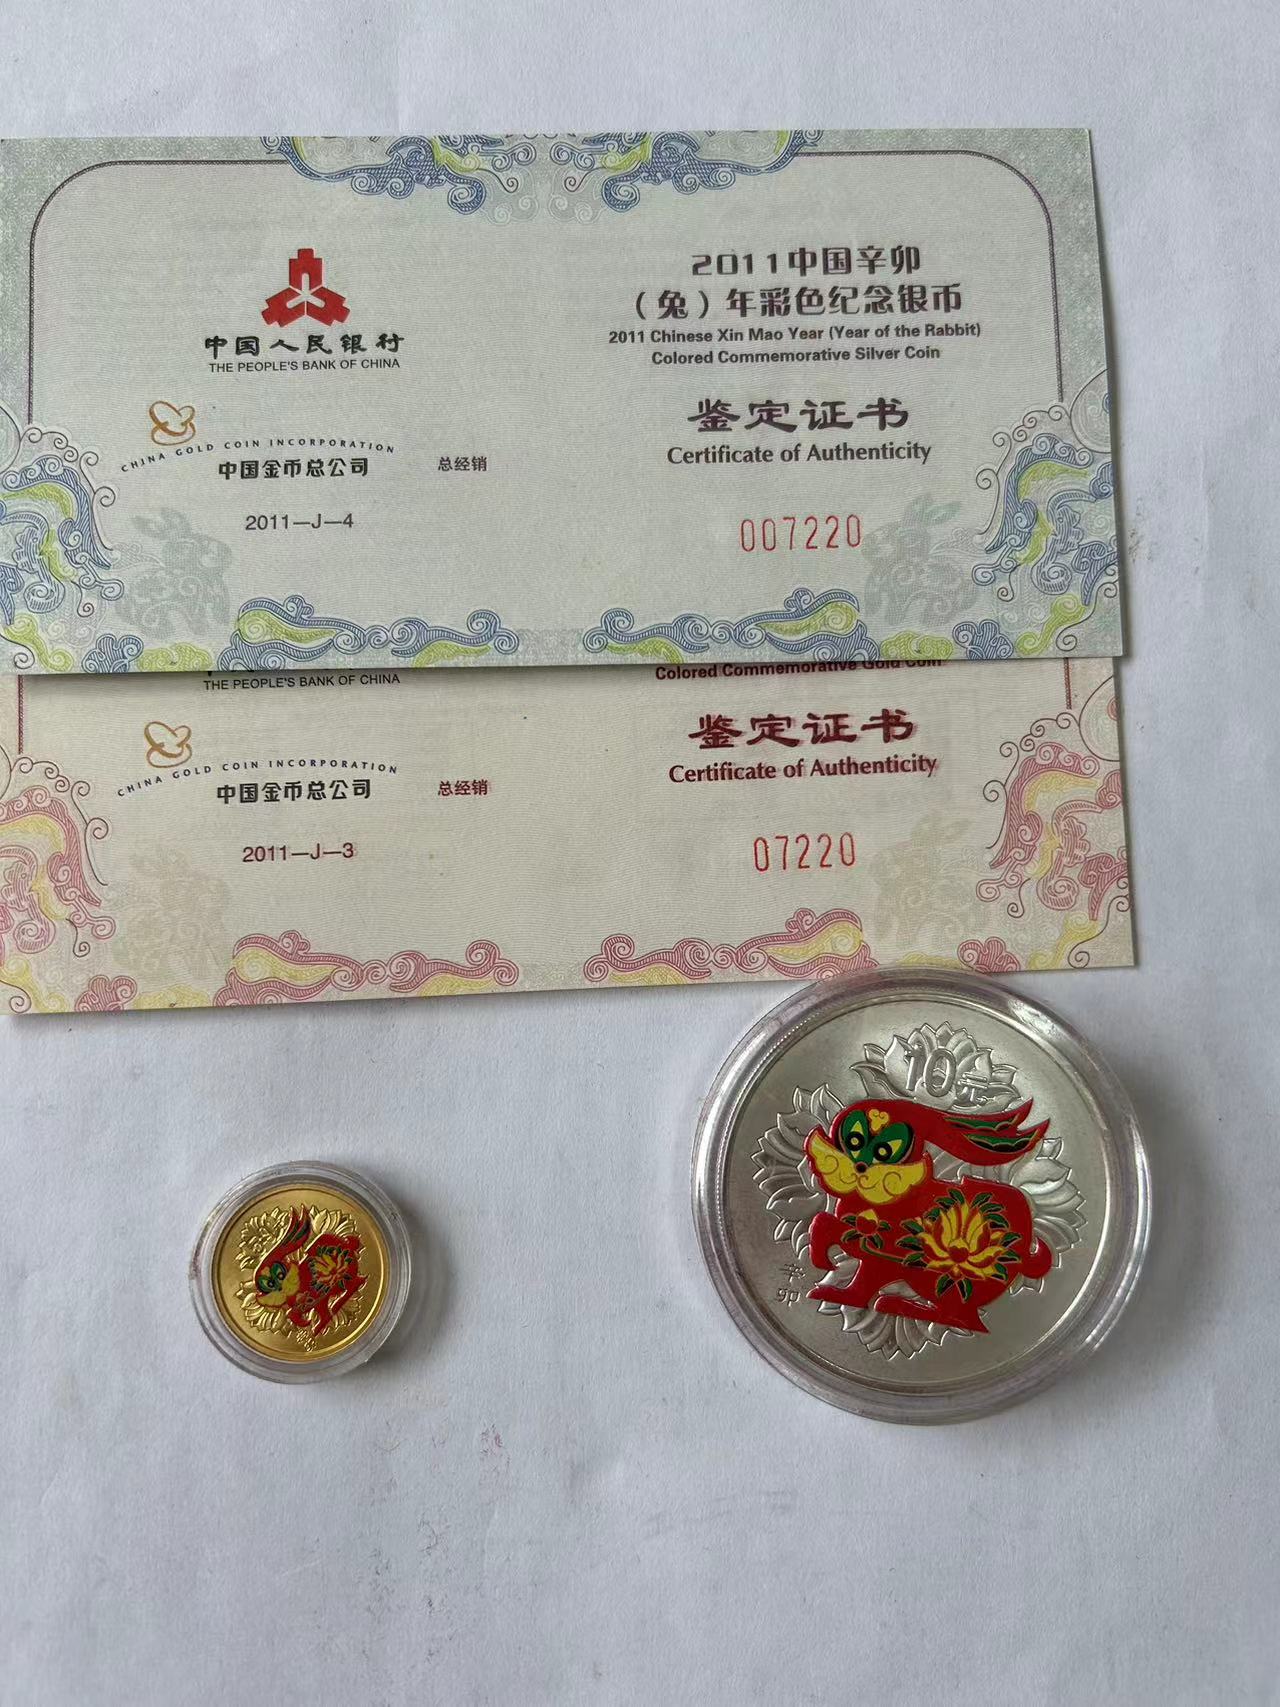 中国人民银行
THE PEOPLE'S BANK OF CHINA
CHINA GOLD COIN INCORPORATION
中国金币总公司
总经销
2011—J—4
2011中国辛卯
（兔）年彩色纪念银币
2011 Chinese Xin Mao Year (Year of the Rabbit)
Colored Commemorative Silver Coin
鉴定证书
Certificate of Authenticity
007220
THE PEOPLE'S BANK OF CHINA
CHINA GOLD COIN INCORPORATION
中国金币总公司
总经销
2011—J—3
Colored Commemorative Gold Coin
鉴定证书
Certificate of Authenticity
07220
10元
辛
卯